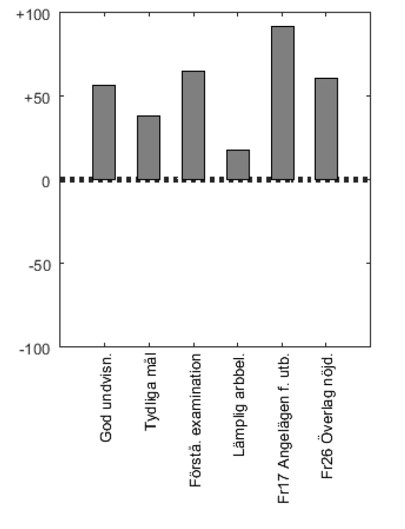 +100
+50
0
-50
-100
God undvisn.
Tydliga mål
Förstå. examination
Lämplig arbbel.
Fr17 Angelägen f. utb.
Fr26 Överlag nöjd.